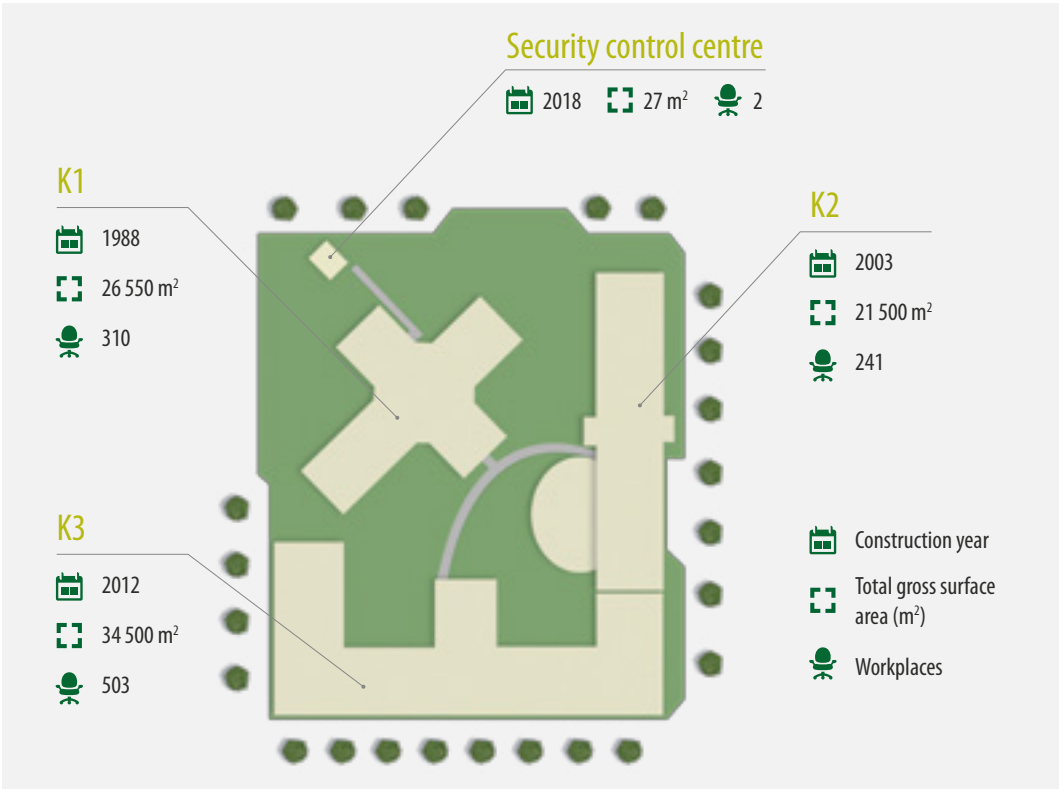 Security control centre
2018 27 m² 2
K1
1988
26 550 m²
310
K2
2003
21 500 m²
241
K3
2012
34 500 m²
503
Construction year
Total gross surface
area (m²)
Workplaces